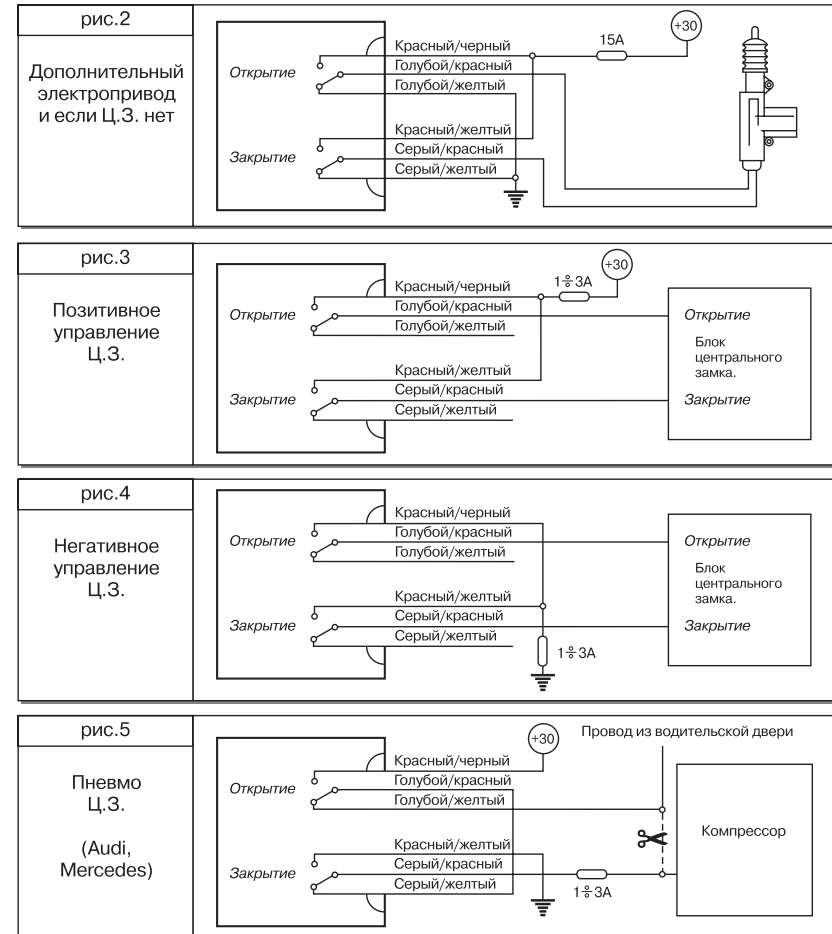 рис.2
Дополнительный
электропривод
и если Ц.З. нет
Открытие
Закрытие
Красный/черный
Голубой/красный
Голубой/желтый
Красный/желтый
Серый/красный
Серый/желтый
15А
+30
рис.3
Позитивное
управление
Ц.З.
Открытие
Закрытие
Красный/черный
Голубой/красный
Голубой/желтый
Красный/желтый
Серый/красный
Серый/желтый
1÷3А
+30
Открытие
Блок
центрального
замка.
Закрытие
рис.4
Негативное
управление
Ц.З.
Открытие
Закрытие
Красный/черный
Голубой/красный
Голубой/желтый
Красный/желтый
Серый/красный
Серый/желтый
1÷3А
Открытие
Блок
центрального
замка.
Закрытие
рис.5
Пневмо
Ц.З.
(Audi,
Mercedes)
Открытие
Закрытие
Красный/черный
Голубой/красный
Голубой/желтый
Красный/желтый
Серый/красный
Серый/желтый
+30
1÷3А
Провод из водительской двери
Компрессор